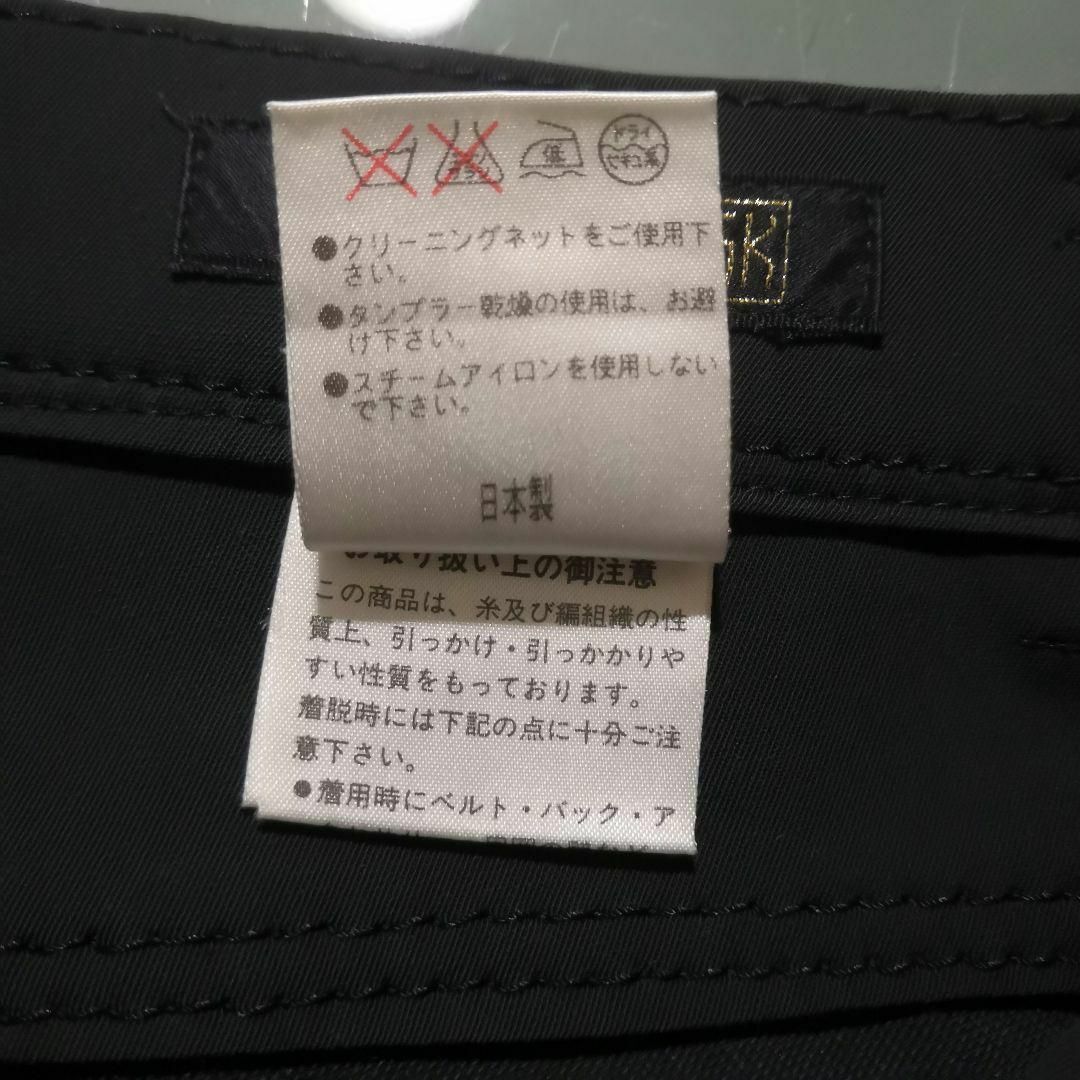 低
ドライ
セキユ系
●クリーニングネットをご使用下
さい。
●タンブラー乾燥の使用は、お避
け下さい。
●スチームアイロンを使用しない
で下さい。
日本製
お取り扱い上の御注意
この商品は、糸及び編組織の性
質上、引っかけ・引っかかりや
すい性質をもっております。
着脱時には下記の点に十分ご注
意下さい。
●着用時にベルト・バック・ア